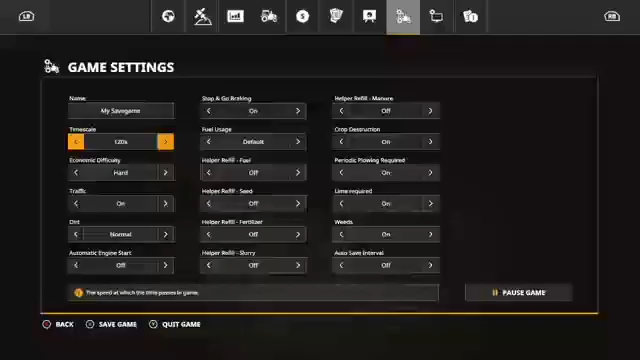 LB
RB
GAME SETTINGS
Name:
My Savegame
Timescale
120x
Economic Difficulty
Hard
Traffic
On
Dirt
Normal
Automatic Engine Start
Off
Stop & Go Braking
On
Fuel Usage
Default
Helper Refill - Fuel
Off
Helper Refill - Seed
Off
Helper Refill - Fertilizer
Off
Helper Refill - Slurry
Off
Helper Refill - Manure
Off
Crop Destruction
On
Periodic Plowing Required
On
Lime required
On
Weeds
On
Auto Save Interval
Off
The speed at which the time passes in game.
PAUSE GAME
BACK
SAVE GAME
QUIT GAME